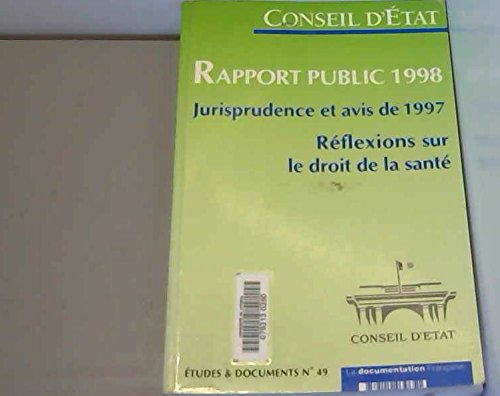 CONSEIL D'ÉTAT
RAPPORT PUBLIC 1998
Jurisprudence et avis de 1997
Réflexions sur
le droit de la santé
CONSEIL D'ETAT
ÉTUDES & DOCUMENTS N° 49
La documentation Française